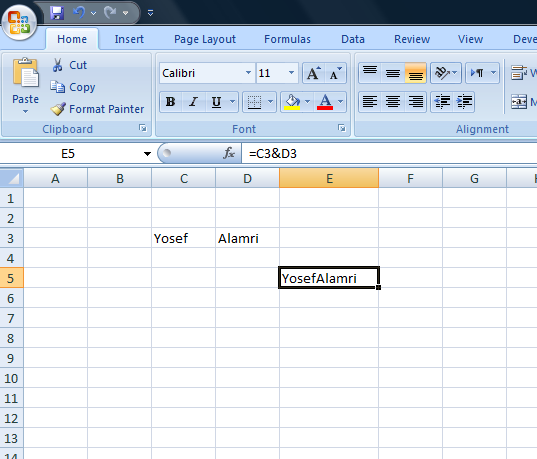 Home Insert Page Layout Formulas Data Review View Deve
Cut
Copy
Format Painter
Paste
Clipboard
Calibri 11 A A
B I U A
Font
W
M
Alignment
E5 fx =C3&D3
A B C D E F G H
1
2
3 Yosef Alamri
4
5 YosefAlamri
6
7
8
9
10
11
12
13
14